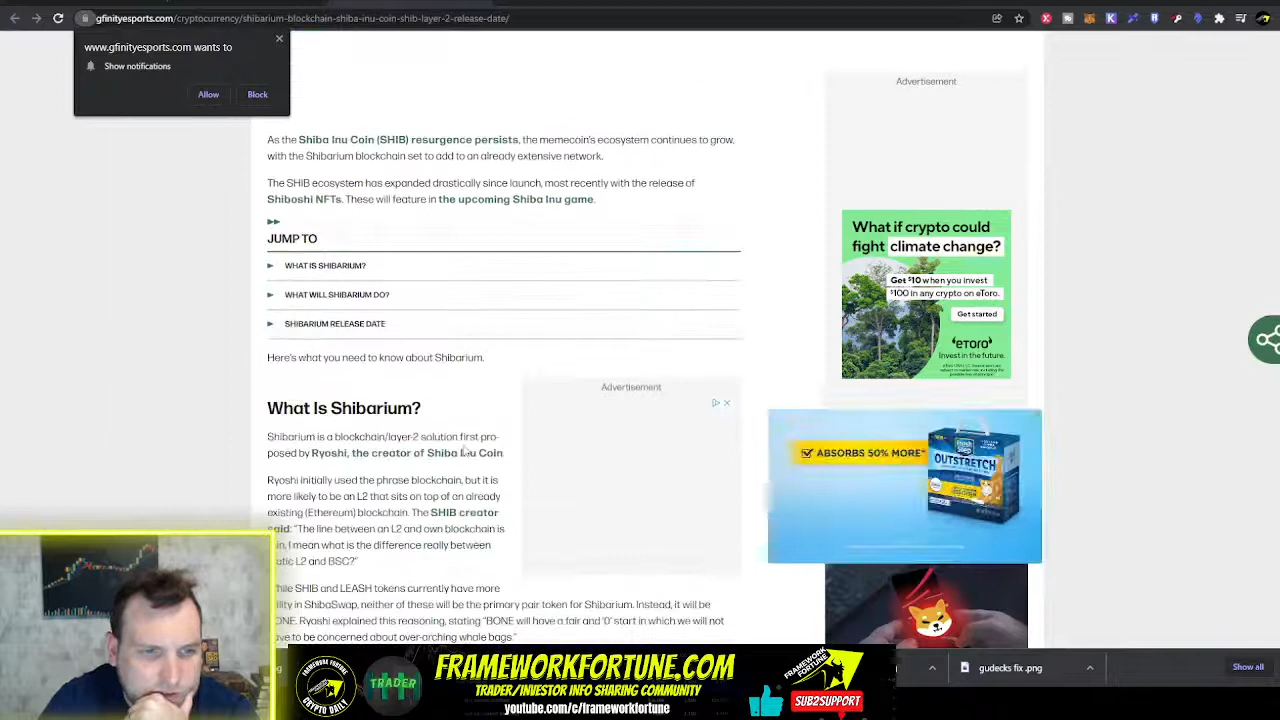 gfinityesports.com/cryptocurrency/shibarium-blockchain-shiba-inu-coin-shib-layer-2-release-date/
www.gfinityesports.com wants to
Show notifications
Allow
Block
As the Shiba Inu Coin (SHIB) resurgence persists, the memecoin's ecosystem continues to grow,
with the Shibarium blockchain set to add to an already extensive network.
The SHIB ecosystem has expanded drastically since launch, most recently with the release of
Shiboshi NFTs. These will feature in the upcoming Shiba Inu game.
JUMP TO
WHAT IS SHIBARIUM?
WHAT WILL SHIBARIUM DO?
SHIBARIUM RELEASE DATE
Here's what you need to know about Shibarium.
What Is Shibarium?
Shibarium is a blockchain/layer-2 solution first pro-
posed by Ryoshi, the creator of Shiba Inu Coin.
Ryoshi initially used the phrase blockchain, but it is
more likely to be an L2 that sits on top of an already
existing (Ethereum) blockchain. The SHIB creator
said: "The line between an L2 and own blockchain is
I mean what is the difference really between
L2 and BSC?"
SHIB and LEASH tokens currently have more
in ShibaSwap, neither of these will be the primary pair token for Shibarium. Instead, it will be
Ryoshi explained this reasoning, stating "BONE will have a fair and '0' start in which we will not
to be concerned about over-arching whale bags."
Advertisement
Advertisement
What if crypto could
fight climate change?
Get $10 when you invest
$100 in any crypto on eToro.
Get started
eToro
Invest in the future.
ABSORBS 50% MORE
OUTSTRETCH
TRADER
FRAMEWORK FORTUNE
CRYPTO DAILY
FRAMEWORKFORTUNE.COM
TRADER/INVESTOR INFO SHARING COMMUNITY
youtube.com/c/frameworkfortune
FRAMEWORK
FORTUNE
SUB2SUPPORT
gudecks fix .png
Show all